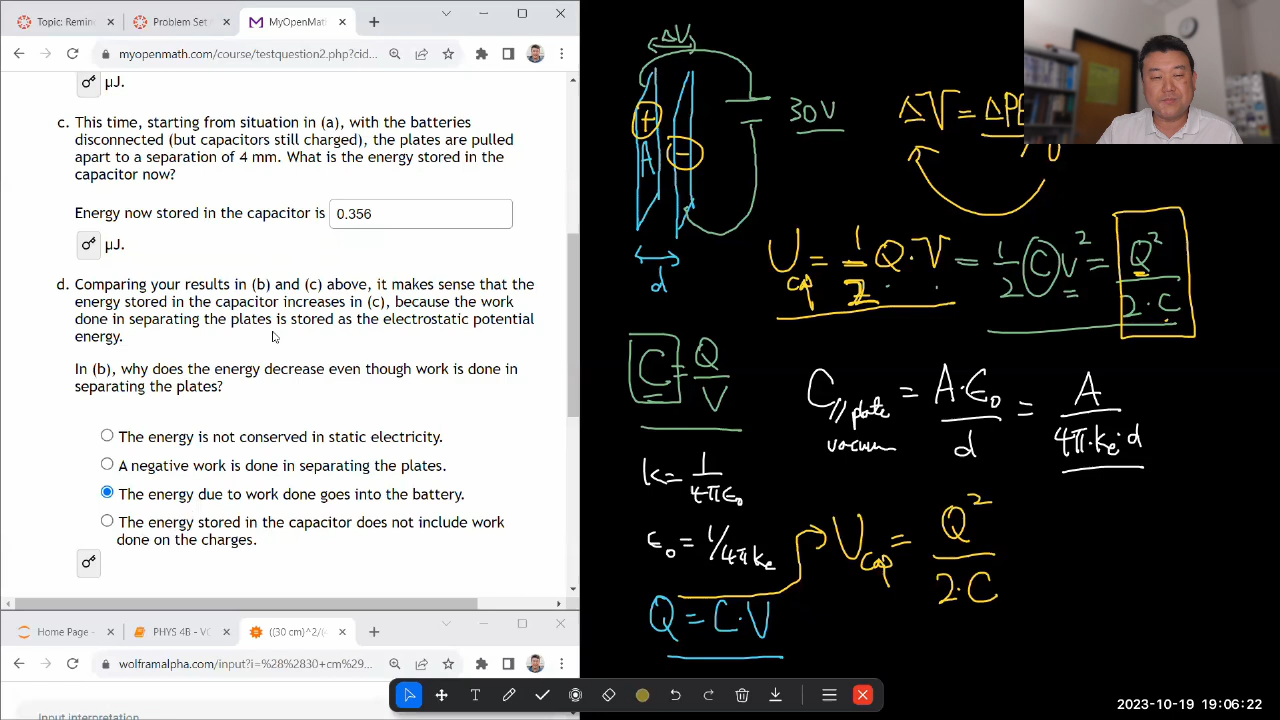 Topic: Remin
Problem Set
MyOpenMath
myopenmath.com/course/testquestion2.php?cid...
μJ.
c. This time, starting from situation in (a), with the batteries
disconnected (but capacitors still charged), the plates are pulled
apart to a separation of 4 mm. What is the energy stored in the
capacitor now?
Energy now stored in the capacitor is 0.356
μJ.
d. Comparing your results in (b) and (c) above, it makes sense that the
energy stored in the capacitor increases in (c), because the work
done in separating the plates is stored as the electrostatic potential
energy.
In (b), why does the energy decrease even though work is done in
separating the plates?
The energy is not conserved in static electricity.
A negative work is done in separating the plates.
The energy due to work done goes into the battery.
The energy stored in the capacitor does not include work
done on the charges.
Home Page -
PHYS 4B - VC
((30 cm)^2/(4
wolframalpha.com/input?i=%28%2830+cm%29...
Input interpretation
ΔV
+
A
−
d
30V
ΔV = ΔPE
U cap = 1/2 Q·V = 1/2 C V² = Q²/2·C
C = Q/V
C // plate vacuum = A·ε₀/d = A/4π·ke·d
k = 1/4πε₀
ε₀ = 1/4πke
U cap = Q²/2·C
Q = C·V
T
2023-10-19 19:06:22